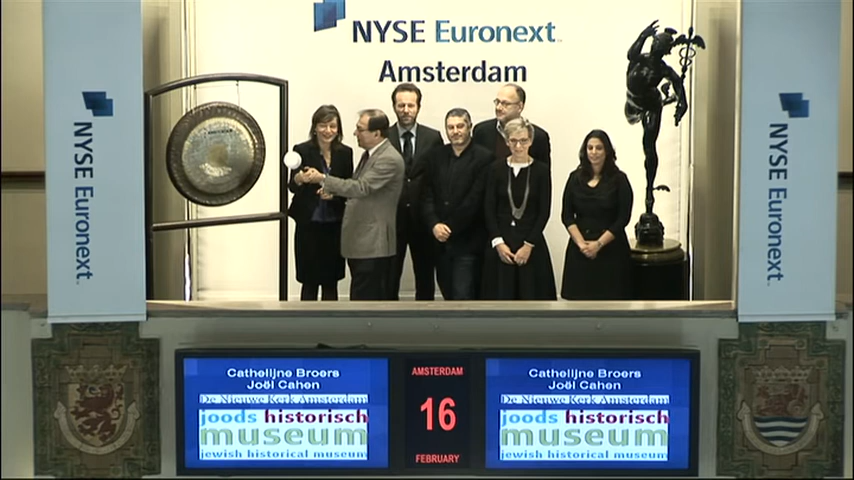 NYSE Euronext
Amsterdam
NYSE Euronext
NYSE Euronext
Cathelijne Broers
Joël Cahen
De Nieuwe Kerk Amsterdam
joods historisch
museum
jewish historical museum
AMSTERDAM
16
FEBRUARY
Cathelijne Broers
Joël Cahen
De Nieuwe Kerk Amsterdam
joods historisch
museum
jewish historical museum